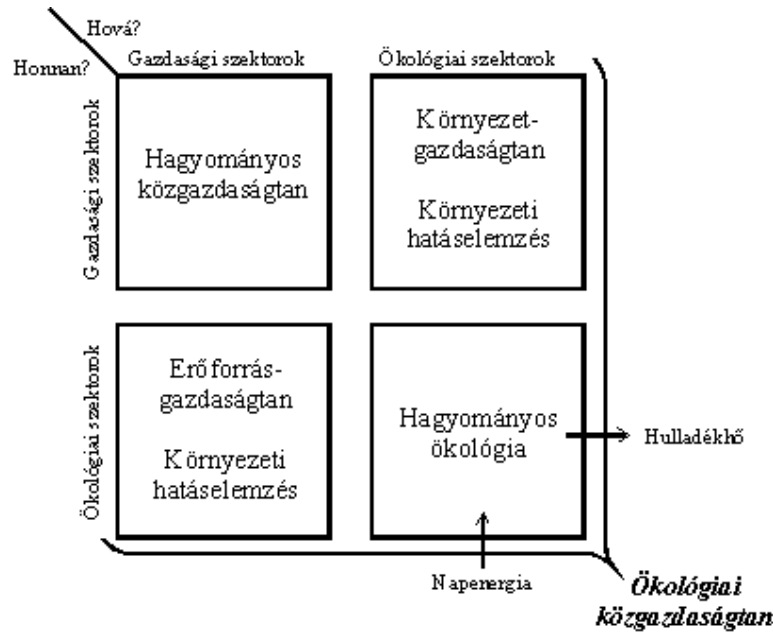 Hová?
Honnan?
Gazdasági szektorok
Ökológiai szektorok
Gazdasági szektorok
Hagyományos
közgazdaságtan
Környezet-
gazdaságtan
Környezeti
hatáselemzés
Ökológiai szektorok
Erőforrás-
gazdaságtan
Környezeti
hatáselemzés
Hagyományos
ökológia
Hulladékhő
Napenergia
Ökológiai
közgazdaságtan